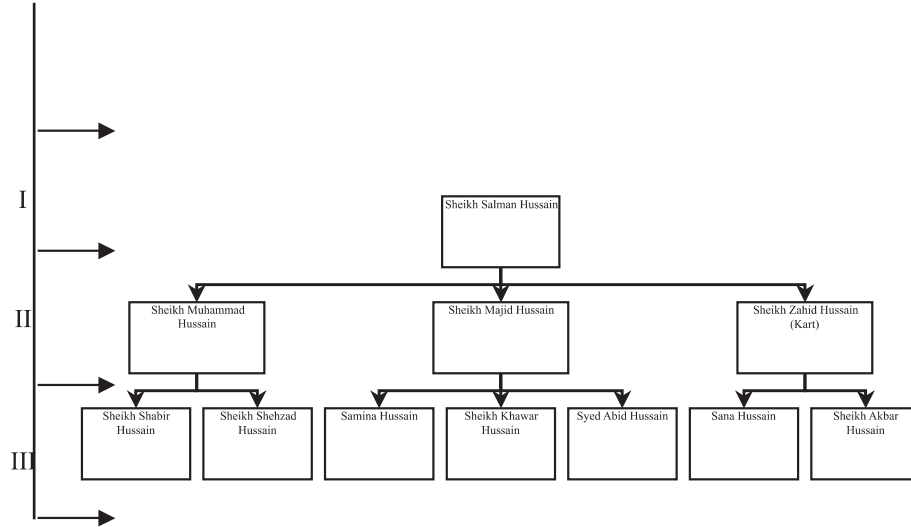 I
Sheikh Salman Hussain
II
Sheikh Muhammad
Hussain
Sheikh Majid Hussain
Sheikh Zahid Hussain
(Kart)
III
Sheikh Shabir
Hussain
Sheikh Shehzad
Hussain
Samina Hussain
Sheikh Khawar
Hussain
Syed Abid Hussain
Sana Hussain
Sheikh Akbar
Hussain